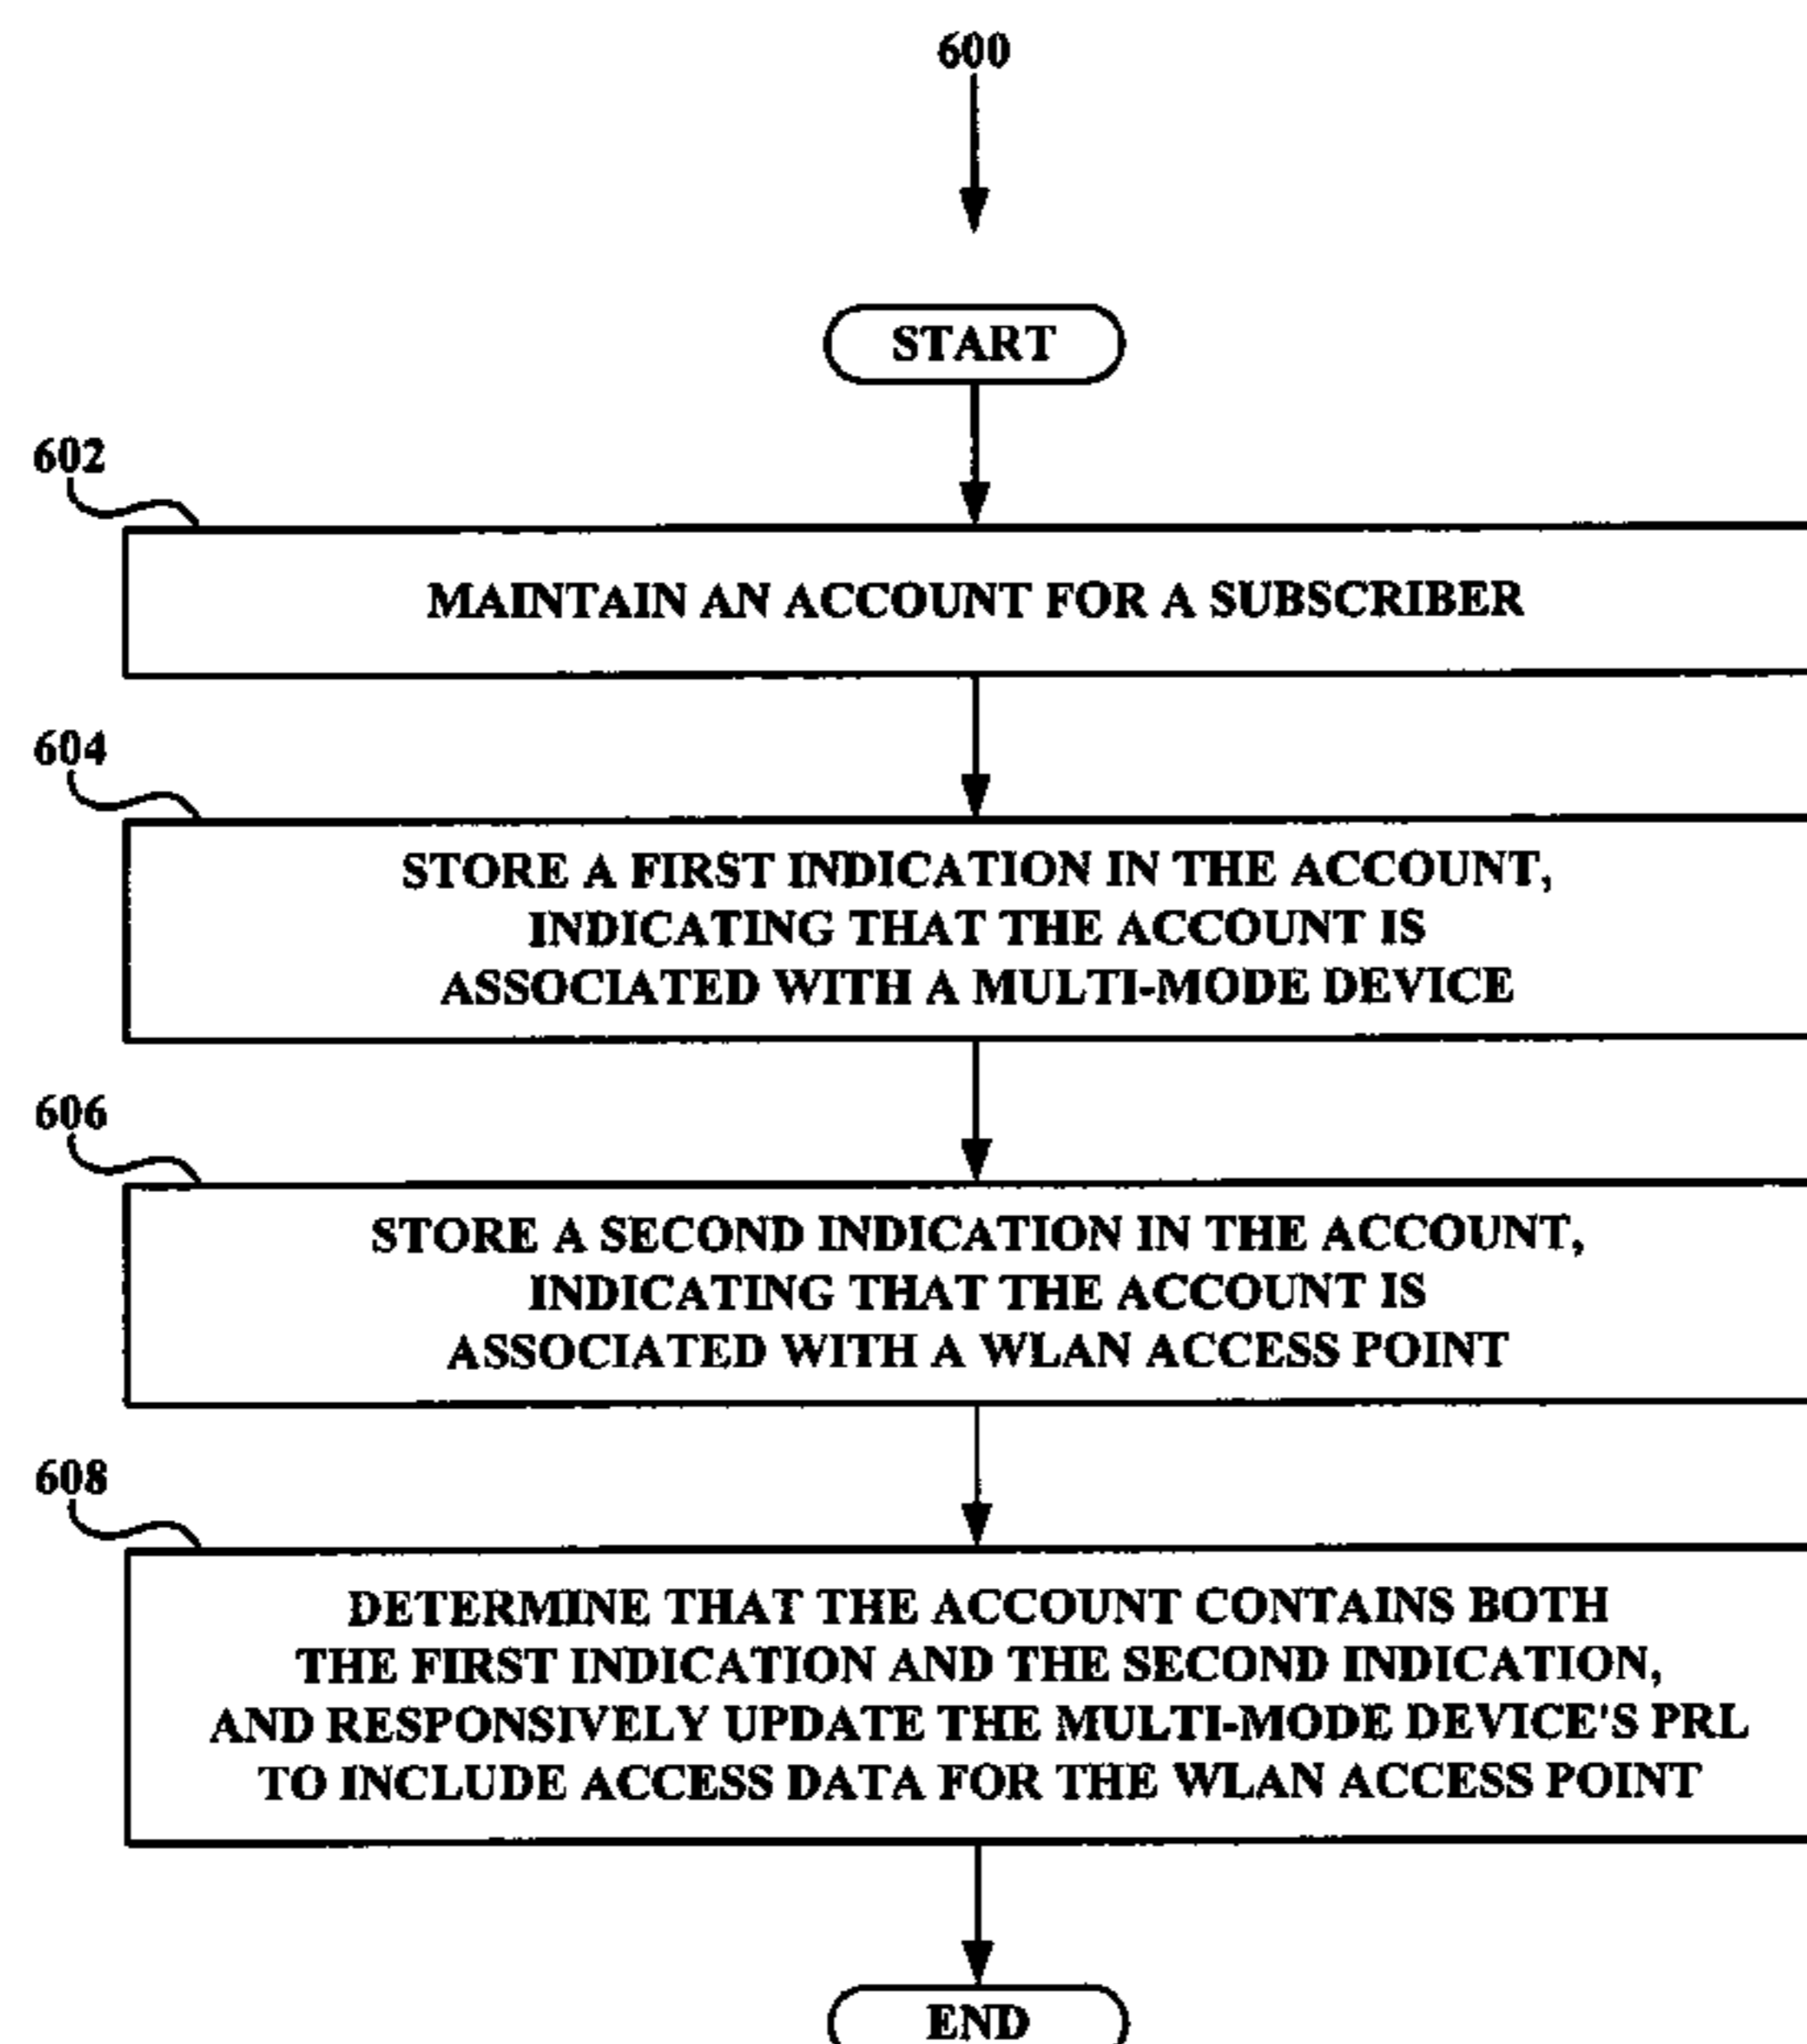 600
START
602
MAINTAIN AN ACCOUNT FOR A SUBSCRIBER
604
STORE A FIRST INDICATION IN THE ACCOUNT,
INDICATING THAT THE ACCOUNT IS
ASSOCIATED WITH A MULTI-MODE DEVICE
606
STORE A SECOND INDICATION IN THE ACCOUNT,
INDICATING THAT THE ACCOUNT IS
ASSOCIATED WITH A WLAN ACCESS POINT
608
DETERMINE THAT THE ACCOUNT CONTAINS BOTH
THE FIRST INDICATION AND THE SECOND INDICATION,
AND RESPONSIVELY UPDATE THE MULTI-MODE DEVICE'S PRL
TO INCLUDE ACCESS DATA FOR THE WLAN ACCESS POINT
END